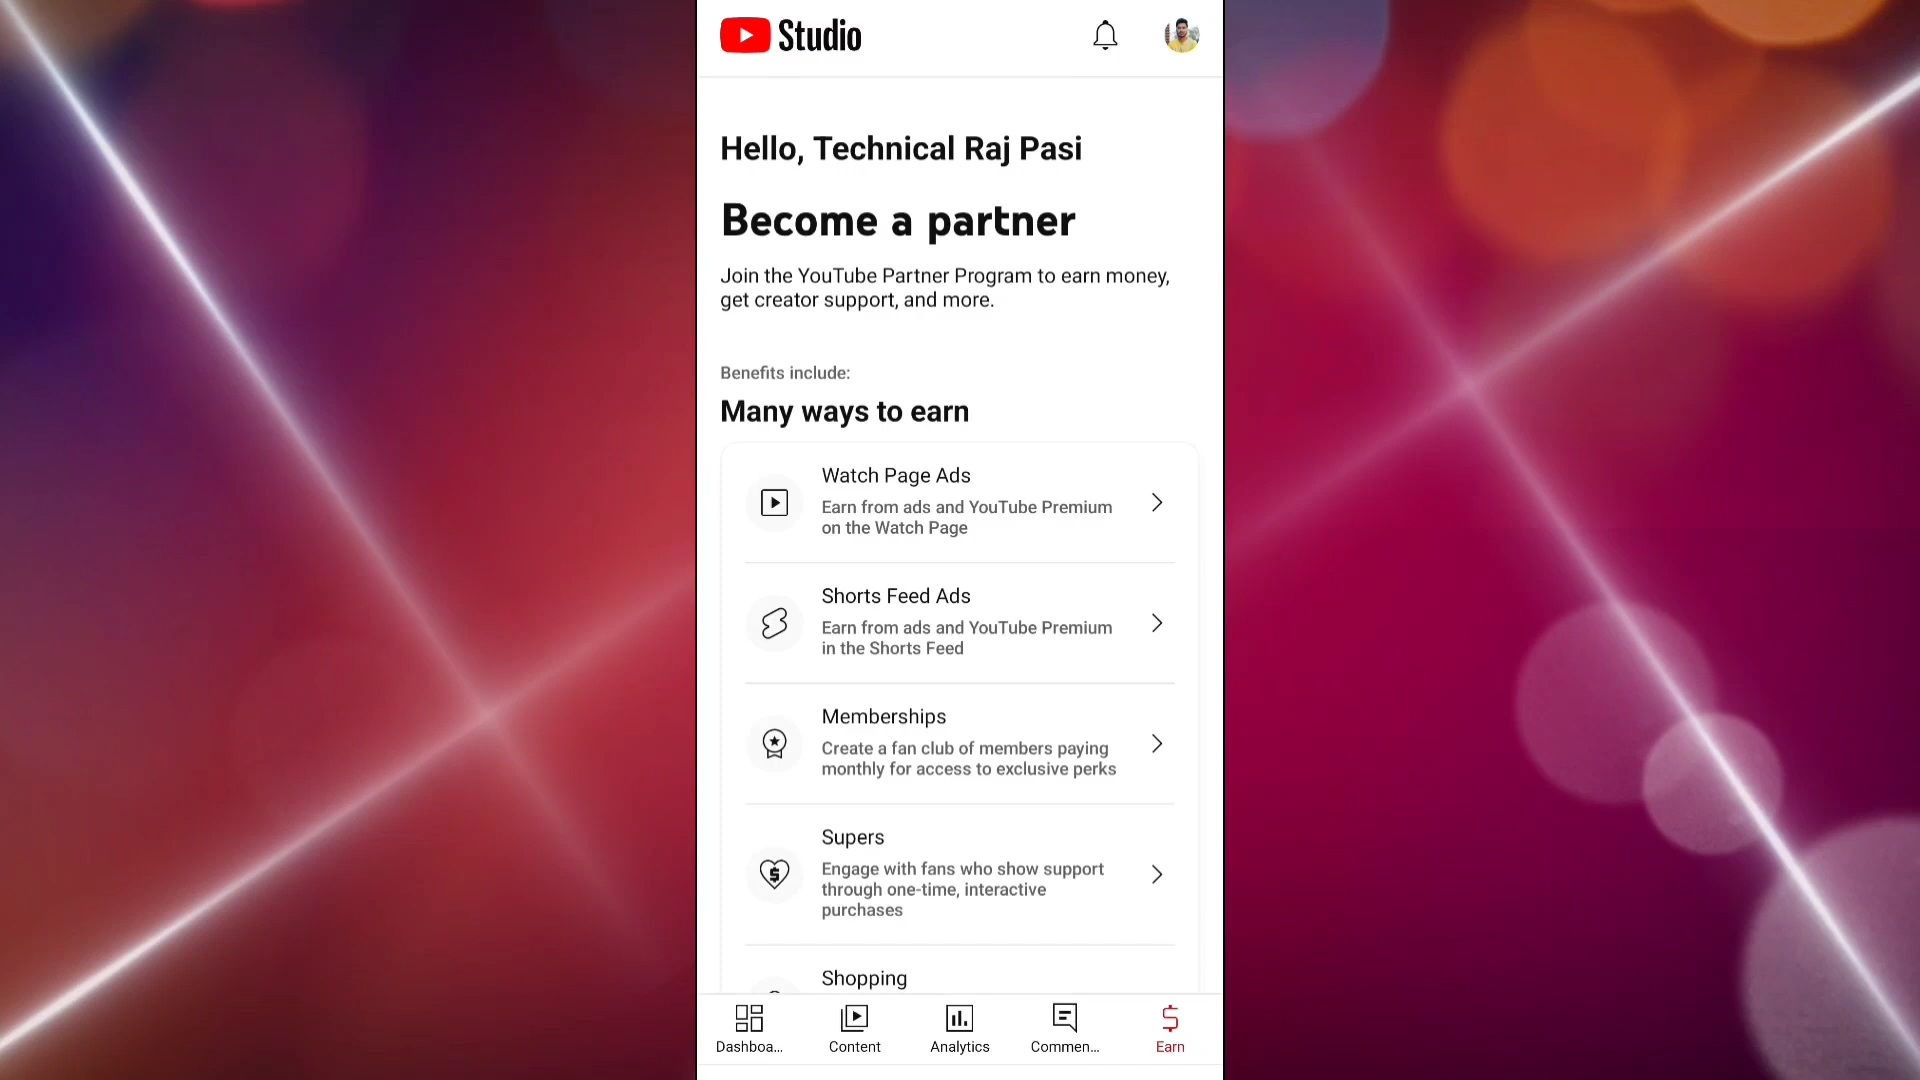 Studio
Hello, Technical Raj Pasi
Become a partner
Join the YouTube Partner Program to earn money,
get creator support, and more.
Benefits include:
Many ways to earn
Watch Page Ads
Earn from ads and YouTube Premium
on the Watch Page
Shorts Feed Ads
Earn from ads and YouTube Premium
in the Shorts Feed
Memberships
Create a fan club of members paying
monthly for access to exclusive perks
Supers
Engage with fans who show support
through one-time, interactive
purchases
Shopping
Dashboa...
Content
Analytics
Commen...
Earn